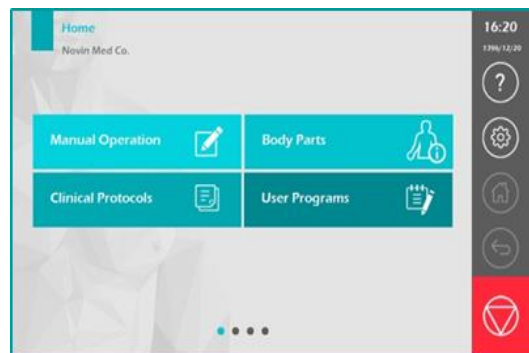 Home
Novin Med Co.
16:20
1396/12/20
?
Manual Operation
Body Parts
Clinical Protocols
User Programs